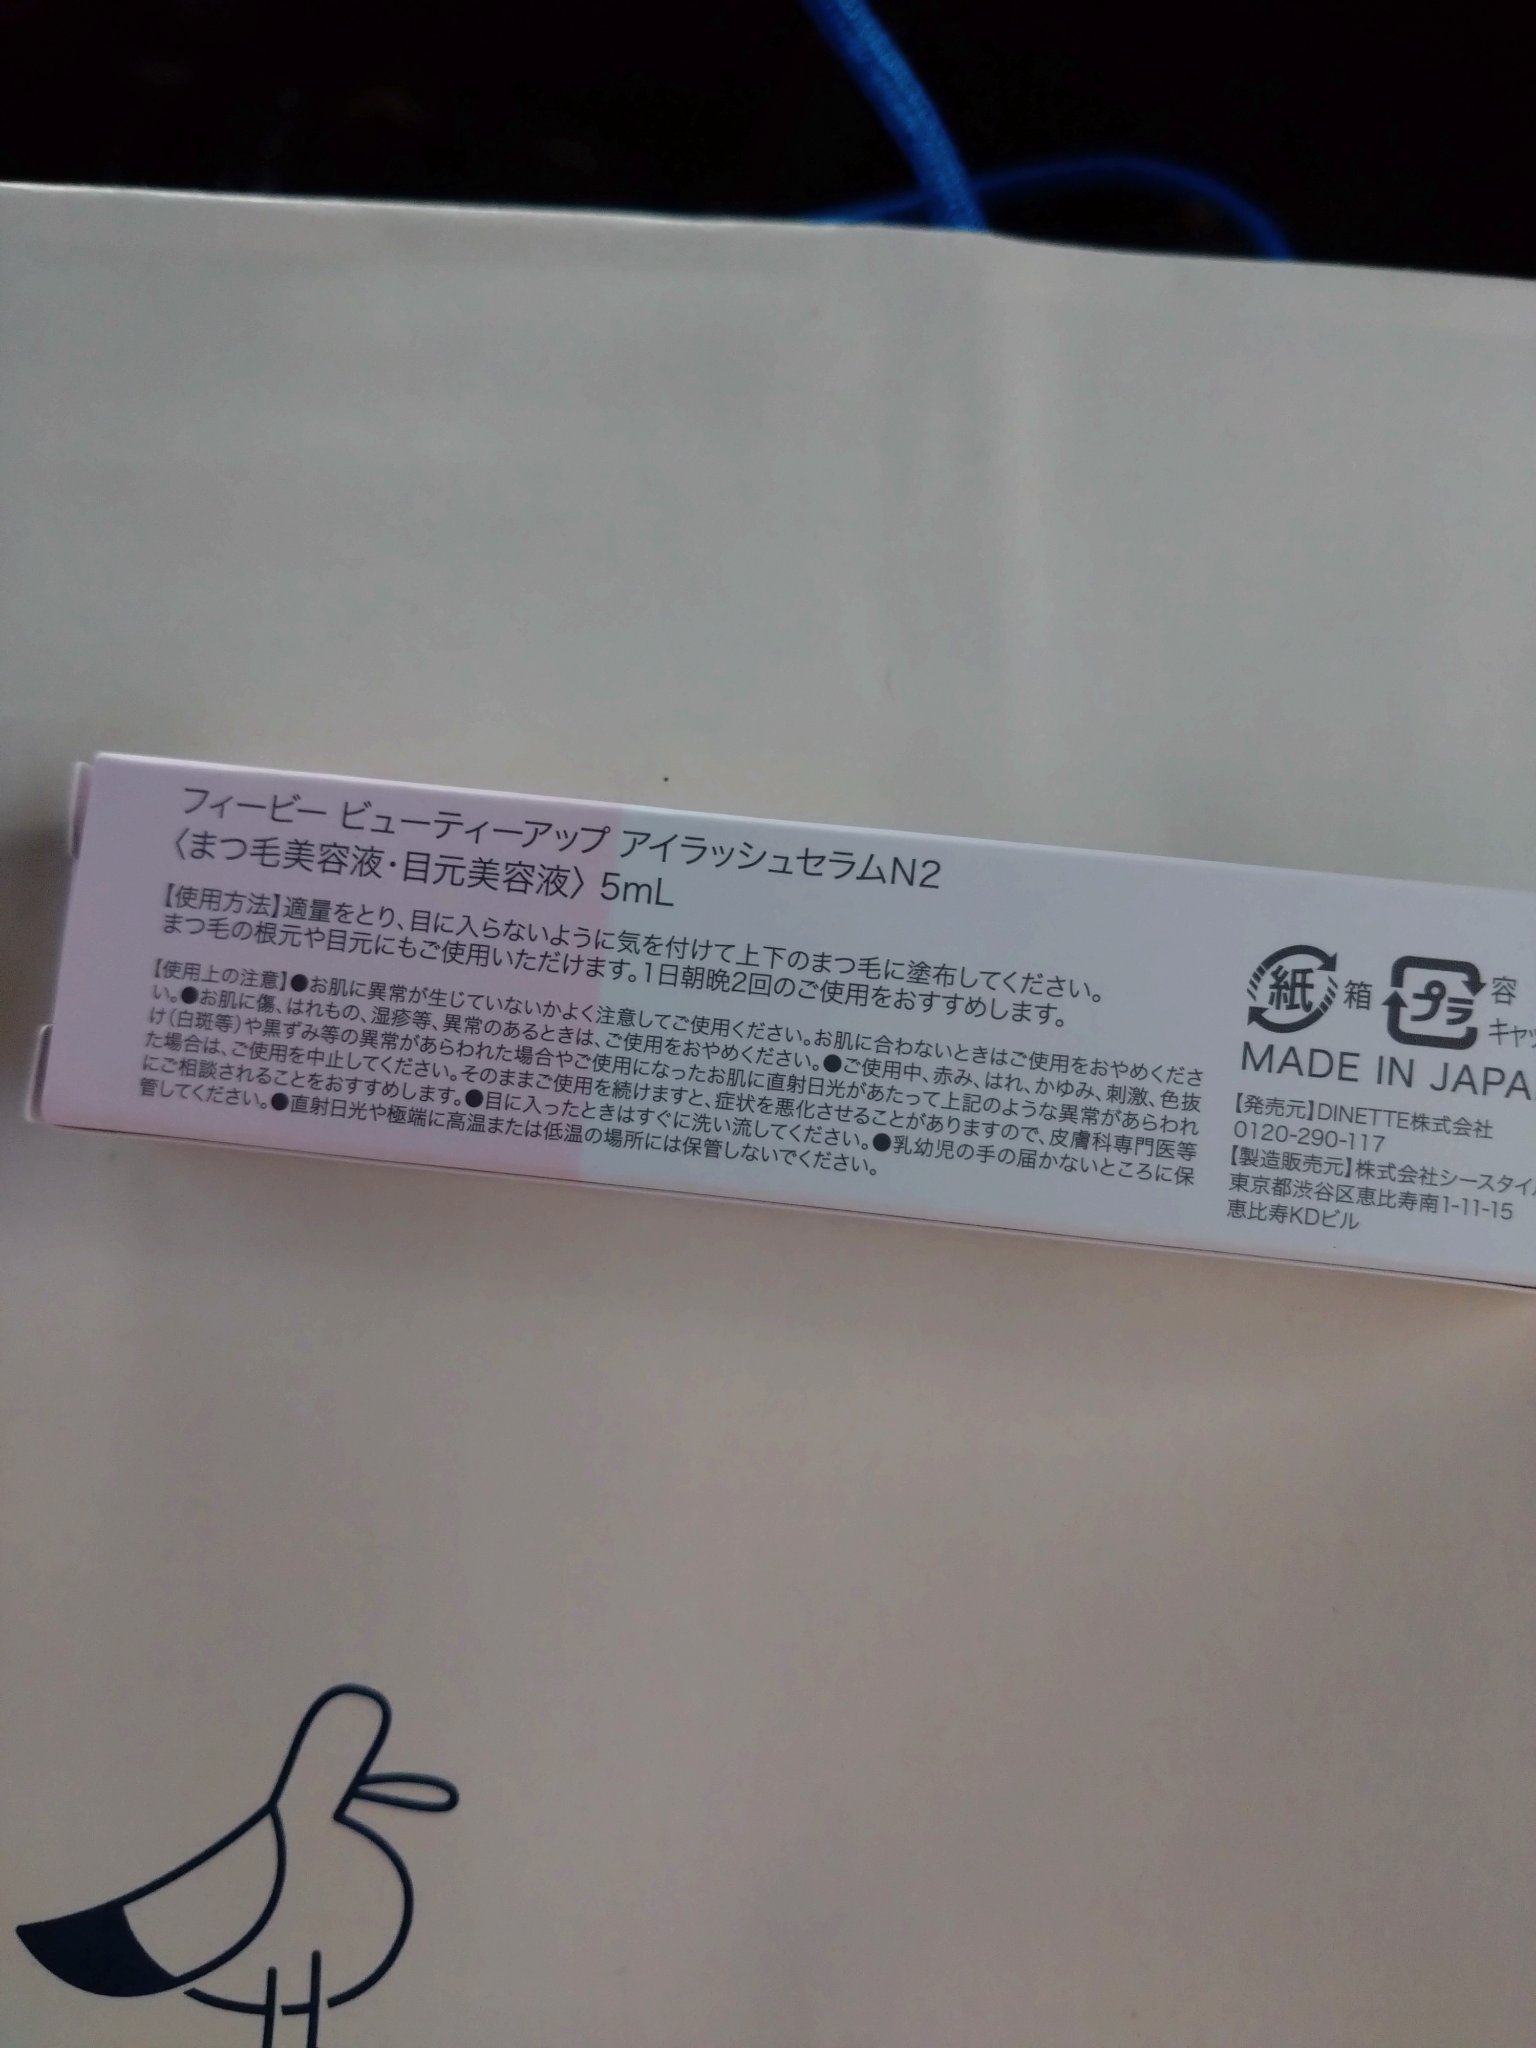 フィービー ビューティーアップ アイラッシュセラムN2
〈まつ毛美容液・目元美容液〉 5mL
【使用方法】適量をとり、目に入らないように気を付けて上下のまつ毛に塗布してください。
まつ毛の根元や目元にもご使用いただけます。1日朝晩2回のご使用をおすすめします。
【使用上の注意】●お肌に異常が生じていないかよく注意してご使用ください。お肌に合わないときはご使用をおやめくださ
い。●お肌に傷、はれもの、湿疹等、異常のあるときは、ご使用をおやめください。●ご使用中、赤み、はれ、かゆみ、刺激、色抜
け(白斑等)や黒ずみ等の異常があらわれた場合やご使用になったお肌に直射日光があたって上記のような異常があらわれ
た場合は、ご使用を中止してください。そのままご使用を続けますと、症状を悪化させることがありますので、皮膚科専門医等
にご相談されることをおすすめします。●目に入ったときはすぐに洗い流してください。●乳幼児の手の届かないところに保
管してください。●直射日光や極端に高温または低温の場所には保管しないでください。
紙 箱 プラ 容
キャッ
MADE IN JAPA
【発売元】DINETTE株式会社
0120-290-117
【製造販売元】株式会社シースタイ
東京都渋谷区恵比寿南1-11-15
恵比寿KDビル